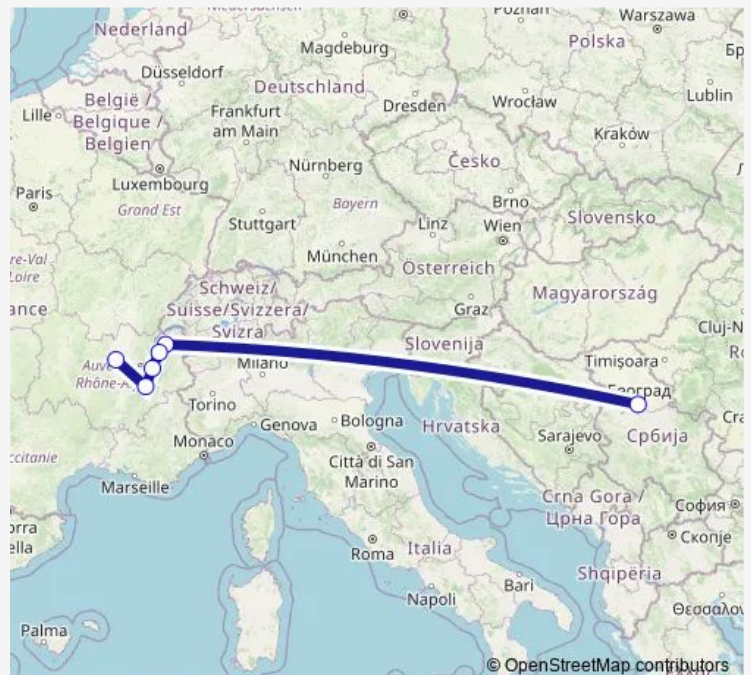 Nederland
Magdeburg
Poznań
Warszawa
Polska
Düsseldorf
Deutschland
België /
Belgique /
Belgien
Lille
Frankfurt
am Main
Dresden
Wrocław
Lublin
Kraków
Nürnberg
Česko
Luxembourg
Paris
Grand Est
Bayern
Brno
Stuttgart
Linz
Wien
Slovensko
München
Österreich
Schweiz/
Suisse/Svizzera/
Svizra
Magyarország
Graz
Slovenija
Milano
Timișoara
Београд
Torino
Genova
Bologna
Hrvatska
Sarajevo
Србија
Monaco
Città di San
Marino
Marseille
Crna Gora /
Црна Гора
София
Скопје
Roma
Italia
Shqipëria
Bari
Napoli
Palma
© OpenStreetMap contributors